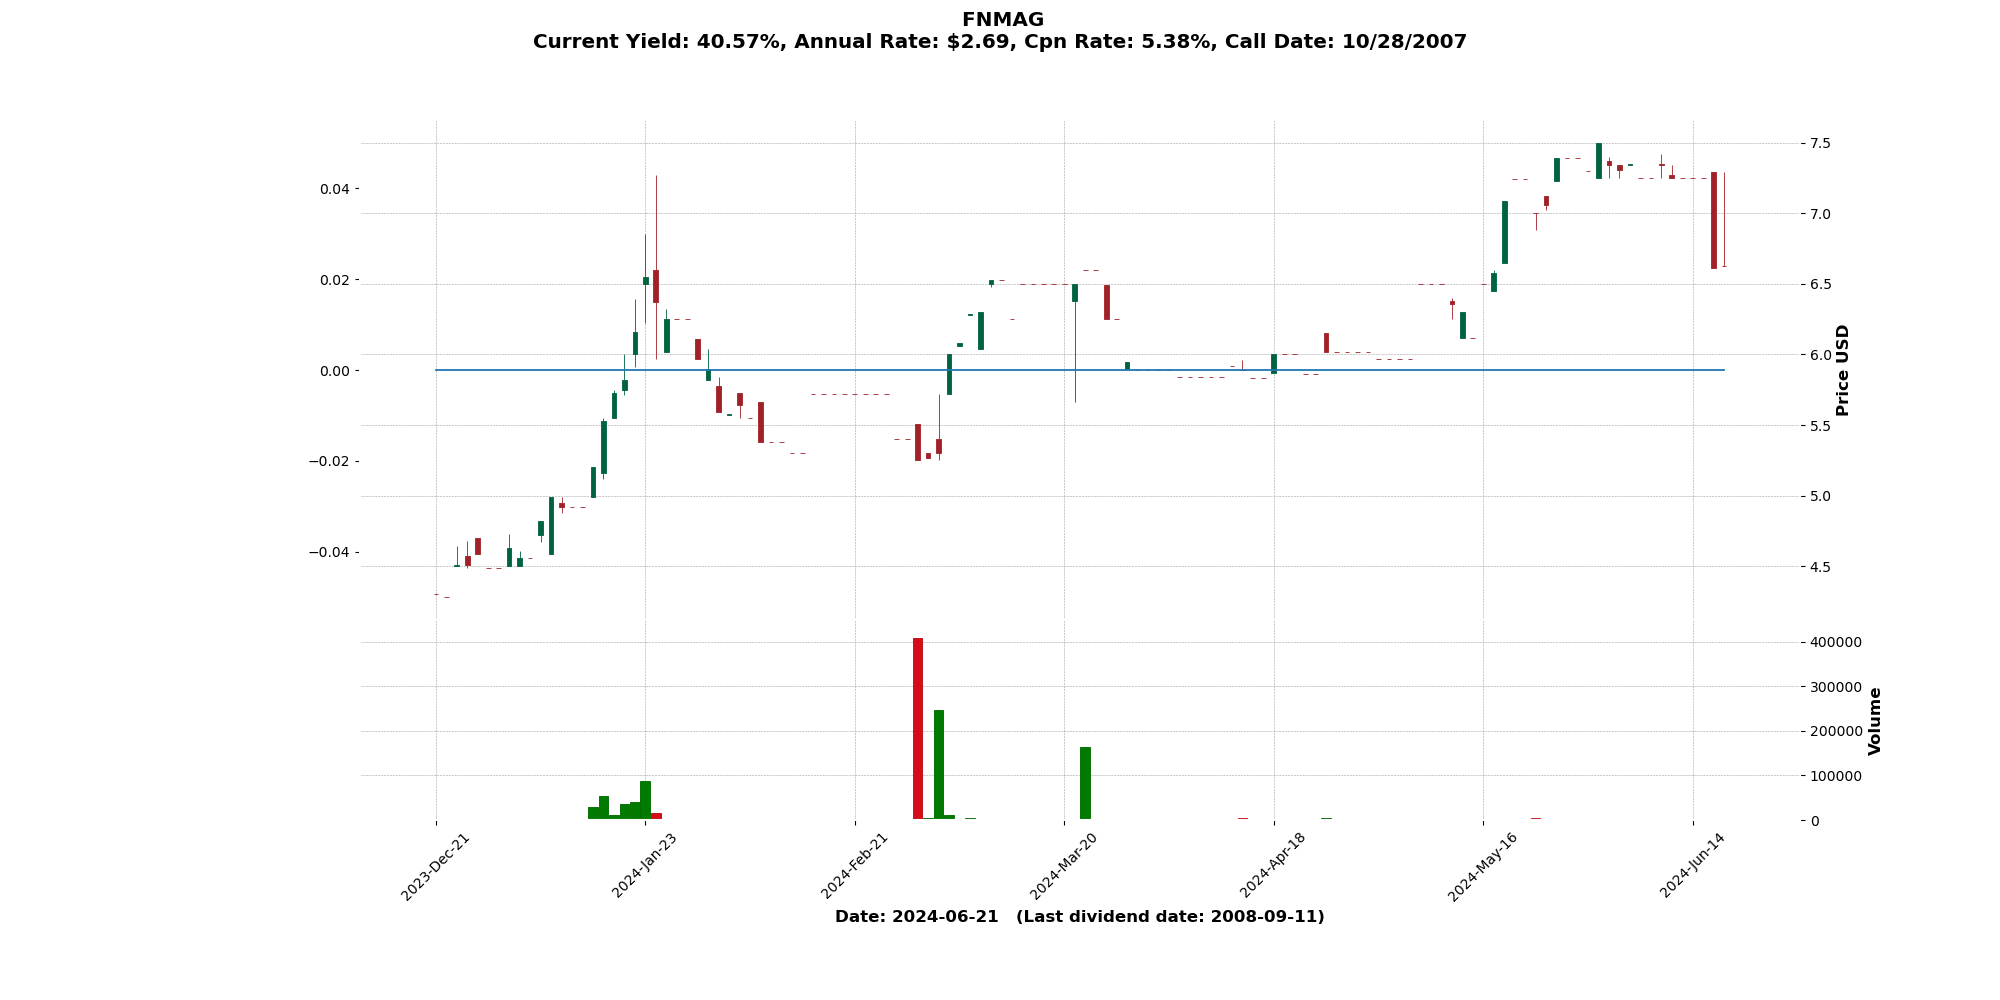 FNMAG
Current Yield: 40.57%, Annual Rate: $2.69, Cpn Rate: 5.38%, Call Date: 10/28/2007
0.04
0.02
0.00
−0.02
−0.04
7.5
7.0
6.5
6.0
5.5
5.0
4.5
Price USD
400000
300000
200000
100000
0
Volume
2023-Dec-21
2024-Jan-23
2024-Feb-21
2024-Mar-20
2024-Apr-18
2024-May-16
2024-Jun-14
Date: 2024-06-21 (Last dividend date: 2008-09-11)